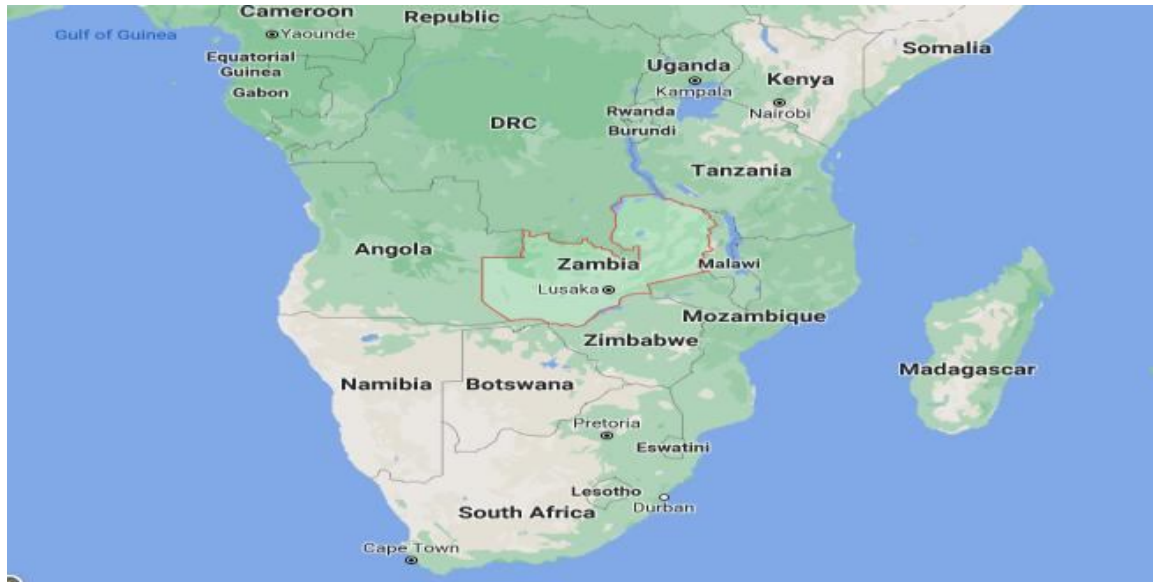 Cameroon
Republic
Yaounde
Gulf of Guinea
Equatorial
Guinea
Gabon
Somalia
Uganda
Kampala
Kenya
Nairobi
Rwanda
Burundi
DRC
Tanzania
Angola
Zambia
Lusaka
Malawi
Mozambique
Zimbabwe
Madagascar
Namibia
Botswana
Pretoria
Eswatini
Lesotho
Durban
South Africa
Cape Town